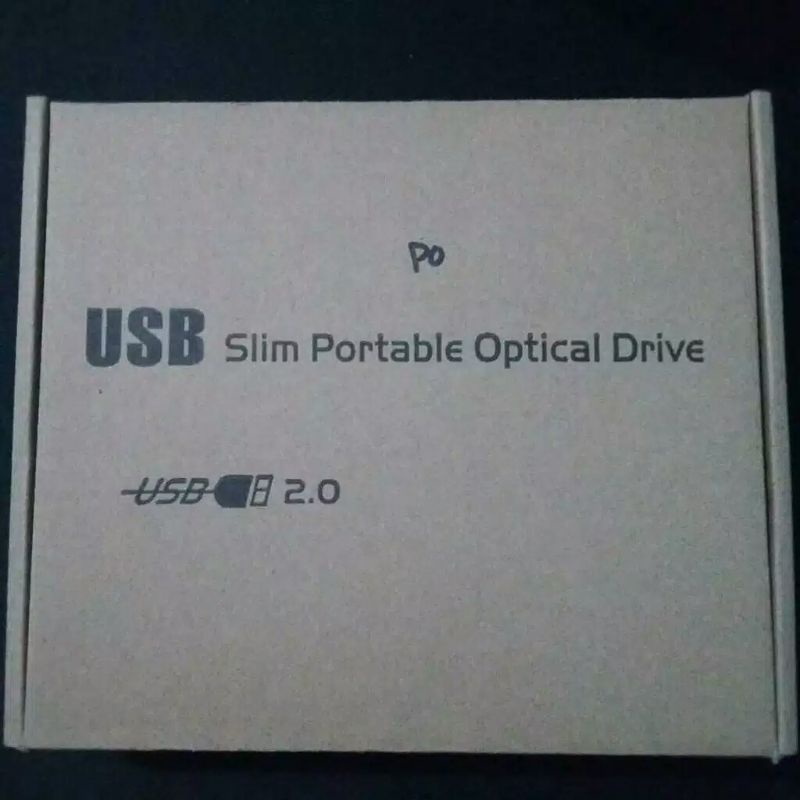 PO
USB Slim Portable Optical Drive
USB 2.0